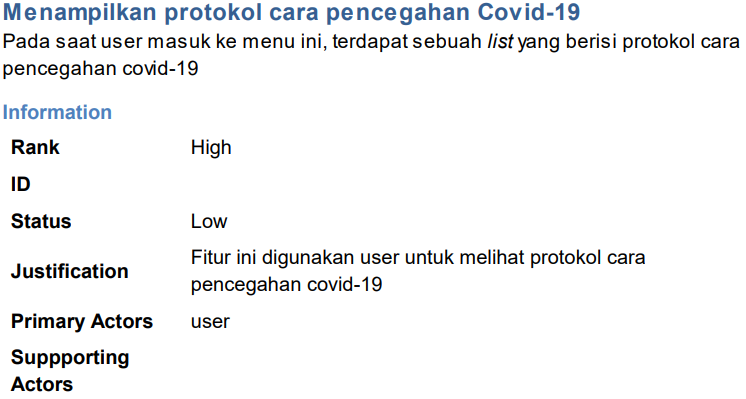 Menampilkan protokol cara pencegahan Covid-19
Pada saat user masuk ke menu ini, terdapat sebuah list yang berisi protokol cara
pencegahan covid-19
Information
Rank High
ID
Status Low
Justification Fitur ini digunakan user untuk melihat protokol cara
pencegahan covid-19
Primary Actors user
Suppporting
Actors